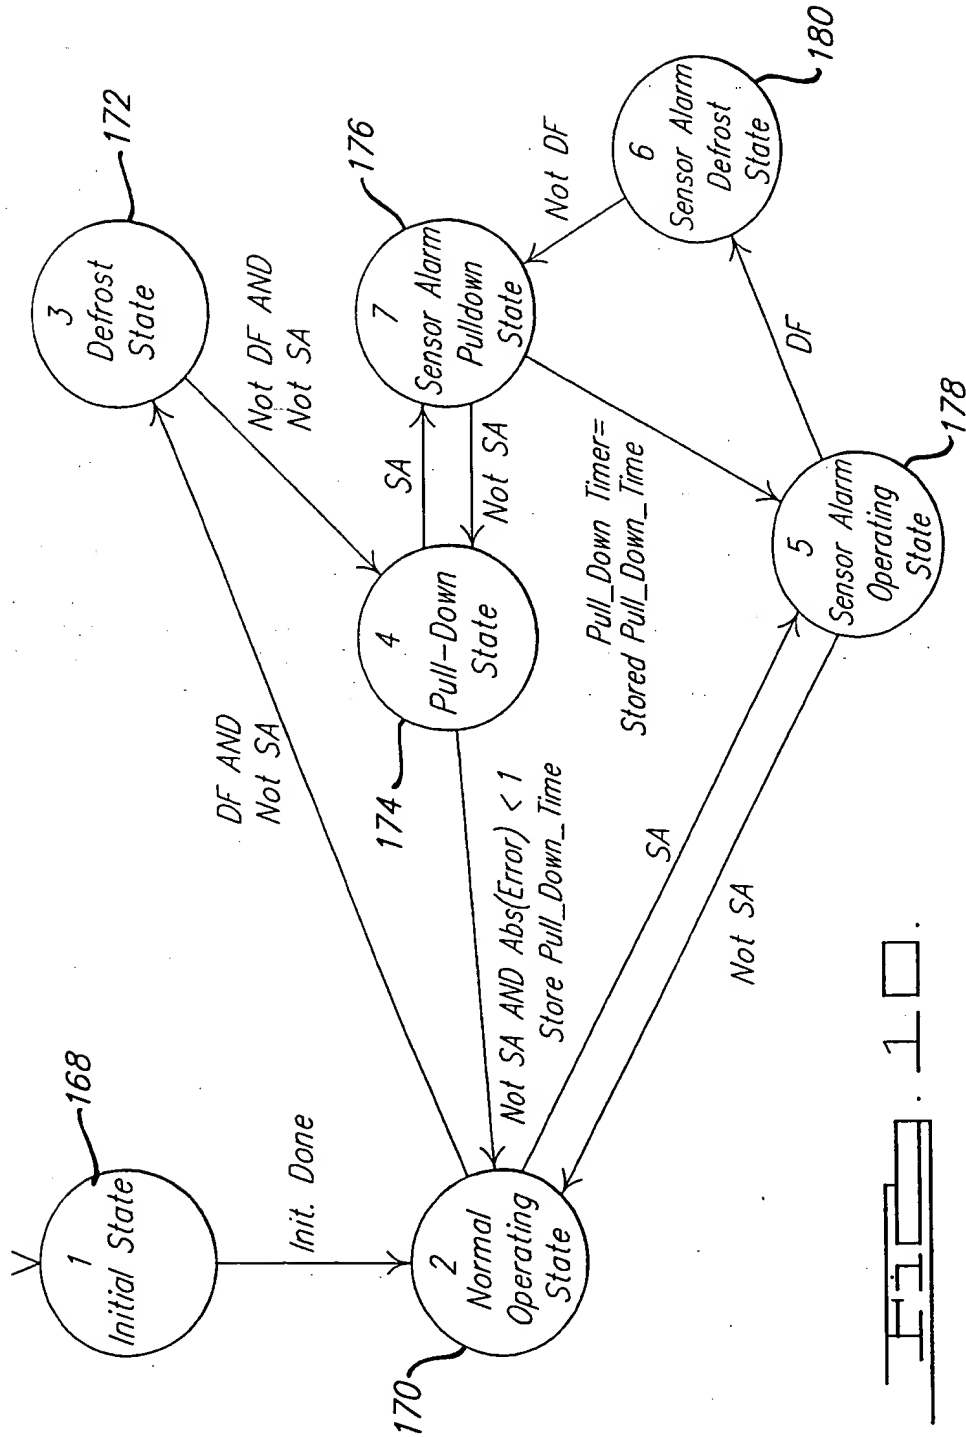 168
1
Initial State
Init. Done
170
2
Normal
Operating
State
172
3
Defrost
State
DF AND
Not SA
Not DF AND
Not SA
174
4
Pull-Down
State
SA
Not SA
176
7
Sensor Alarm
Pulldown
State
Not DF
180
6
Sensor Alarm
Defrost
State
Not SA AND Abs(Error) < 1
Store Pull_Down_Time
Pull_Down Timer=
Stored Pull_Down_Time
DF
178
5
Sensor Alarm
Operating
State
SA
Not SA